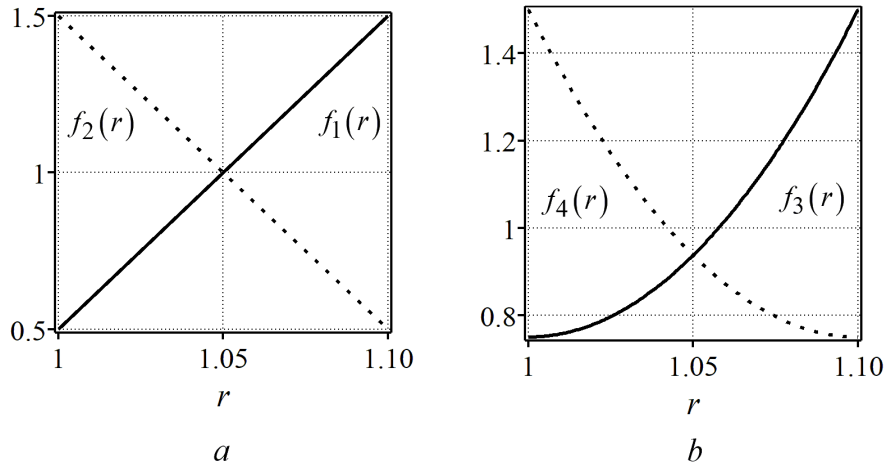 1.5
1
0.5
f₂(r)
f₁(r)
1 1.05 1.10
r
a
1.4
1.2
1
0.8
f₄(r)
f₃(r)
1 1.05 1.10
r
b